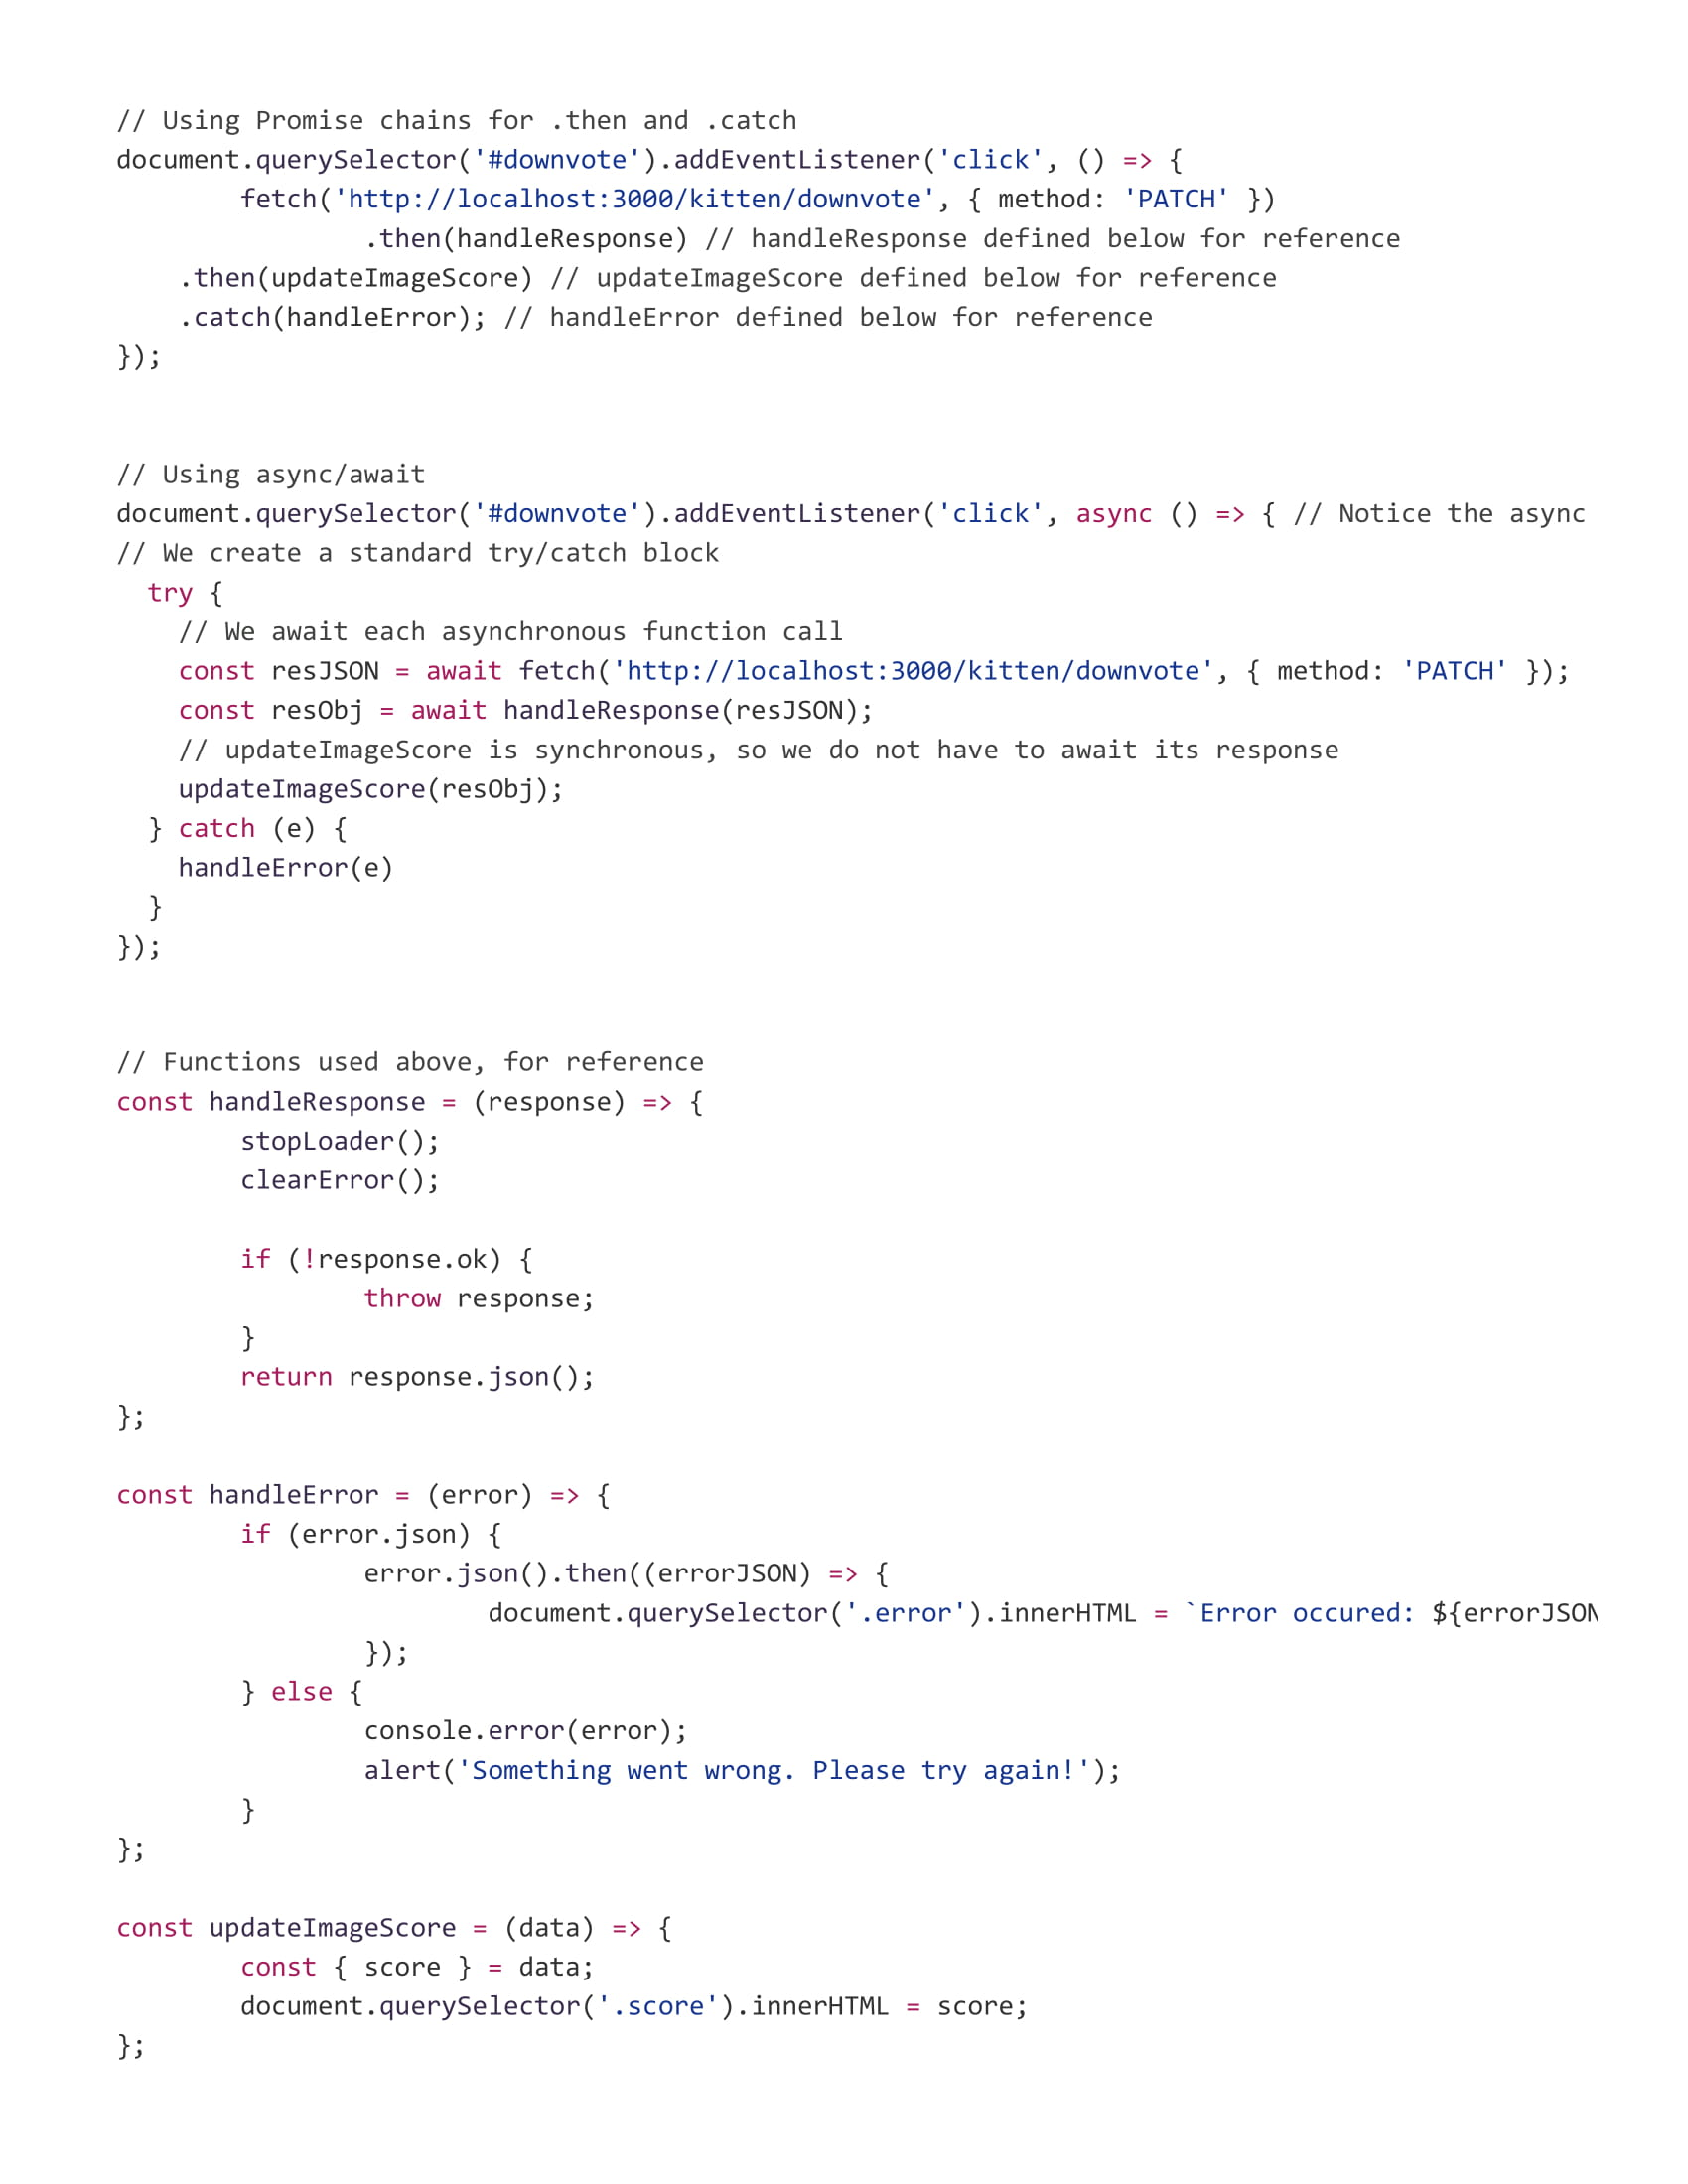 // Using Promise chains for .then and .catch
document.querySelector('#downvote').addEventListener('click', () => {
        fetch('http://localhost:3000/kitten/downvote', { method: 'PATCH' })
                .then(handleResponse) // handleResponse defined below for reference
    .then(updateImageScore) // updateImageScore defined below for reference
    .catch(handleError); // handleError defined below for reference
});
// Using async/await
document.querySelector('#downvote').addEventListener('click', async () => { // Notice the async
// We create a standard try/catch block
  try {
    // We await each asynchronous function call
    const resJSON = await fetch('http://localhost:3000/kitten/downvote', { method: 'PATCH' });
    const resObj = await handleResponse(resJSON);
    // updateImageScore is synchronous, so we do not have to await its response
    updateImageScore(resObj);
  } catch (e) {
    handleError(e)
  }
});
// Functions used above, for reference
const handleResponse = (response) => {
        stopLoader();
        clearError();
        if (!response.ok) {
                throw response;
        }
        return response.json();
};
const handleError = (error) => {
        if (error.json) {
                error.json().then((errorJSON) => {
                        document.querySelector('.error').innerHTML = `Error occured: ${errorJSON
                });
        } else {
                console.error(error);
                alert('Something went wrong. Please try again!');
        }
};
const updateImageScore = (data) => {
        const { score } = data;
        document.querySelector('.score').innerHTML = score;
};